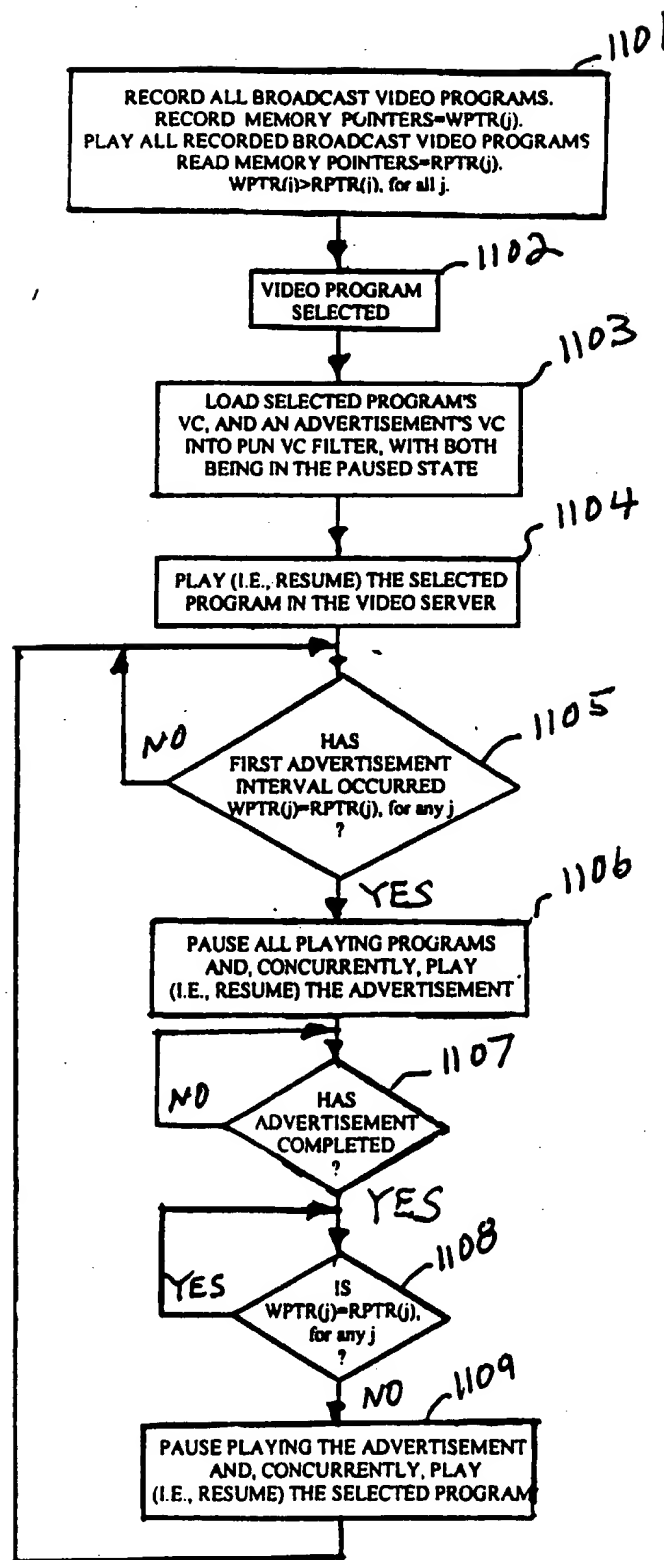 1101
RECORD ALL BROADCAST VIDEO PROGRAMS.
RECORD MEMORY POINTERS=WPTR(j).
PLAY ALL RECORDED BROADCAST VIDEO PROGRAMS
READ MEMORY POINTERS=RPTR(j).
WPTR(j)>RPTR(j), for all j.
1102
VIDEO PROGRAM
SELECTED
1103
LOAD SELECTED PROGRAM'S
VC, AND AN ADVERTISEMENT'S VC
INTO PUN VC FILTER, WITH BOTH
BEING IN THE PAUSED STATE
1104
PLAY (I.E., RESUME) THE SELECTED
PROGRAM IN THE VIDEO SERVER
NO
1105
HAS
FIRST ADVERTISEMENT
INTERVAL OCCURRED
WPTR(j)=RPTR(j), for any j
?
YES
1106
PAUSE ALL PLAYING PROGRAMS
AND, CONCURRENTLY, PLAY
(I.E., RESUME) THE ADVERTISEMENT
1107
NO
HAS
ADVERTISEMENT
COMPLETED
?
YES
1108
YES
IS
WPTR(j)=RPTR(j),
for any j
?
NO
1109
PAUSE PLAYING THE ADVERTISEMENT
AND, CONCURRENTLY, PLAY
(I.E., RESUME) THE SELECTED PROGRAM